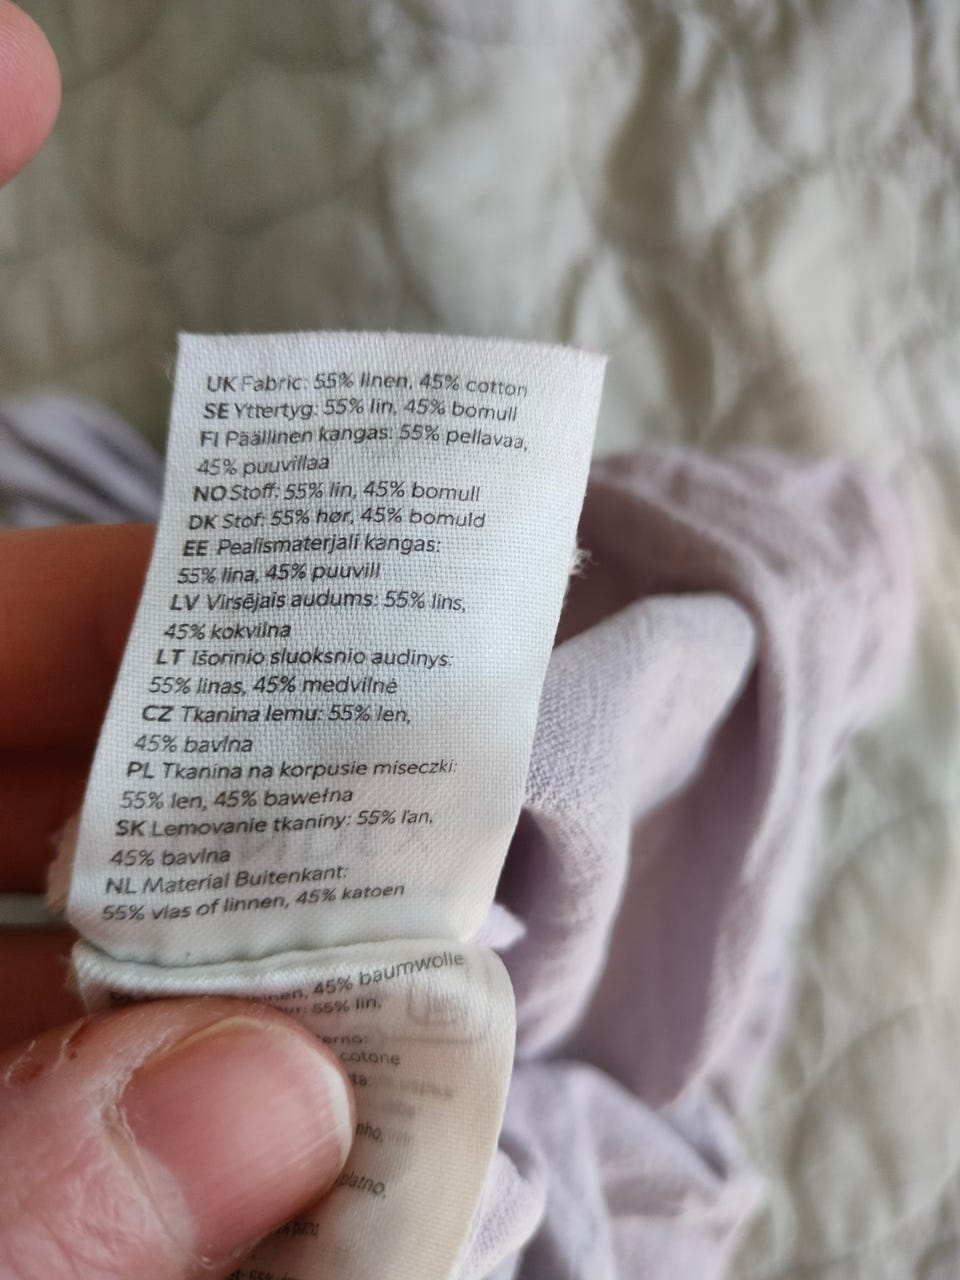 UK Fabric: 55% linen, 45% cotton
SE Yttertyg: 55% lin, 45% bomull
FI Päällinen kangas: 55% pellavaa,
45% puuvillaa
NO Stoff: 55% lin, 45% bomull
DK Stof: 55% hør, 45% bomuld
EE Pealismaterjali kangas:
55% lina, 45% puuvill
LV Virsējais audums: 55% lins,
45% kokvilna
LT Išorinio sluoksnio audinys:
55% linas, 45% medvilnė
CZ Tkanina lemu: 55% len,
45% bavlna
PL Tkanina na korpusie miseczki:
55% len, 45% bawełna
SK Lemovanie tkaniny: 55% ľan,
45% bavlna
NL Material Buitenkant:
55% vlas of linnen, 45% katoen
45% baumwolle
55% lin,
cotone